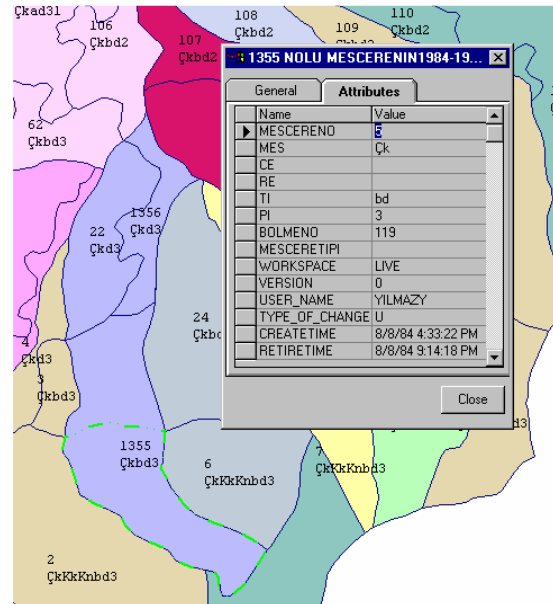 Çkad31
106
Çkbd2
108
Çkbd2
110
Çkbd2
109
107
Çkbd2
62
Çkbd3
1355 NOLU MESCERENIN1984-19...
General
Attributes
Name Value
MESCERENO 5
MES Çk
CE
RE
TI bd
PI 3
BOLMENO 119
MESCERETIPI
WORKSPACE LIVE
VERSION 0
USER_NAME YILMAZY
TYPE_OF_CHANGE U
CREATETIME 8/8/84 4:33:22 PM
RETIRETIME 8/8/84 9:14:18 PM
Close
1356
Çkd3
22
Çkd3
24
4
Çkd3
3
Çkbd3
1355
Çkbd3
6
ÇkKkKnbd3
7
ÇkKkKnbd3
2
ÇkKkKnbd3